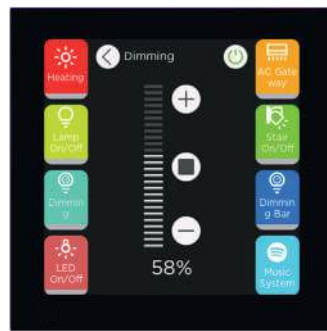 Dimming
Heating
Lamp
On/Off
Dimmin
g
LED
On/Off
58%
AC Gate
way
Stair
On/Off
Dimmin
g Bar
Music
System